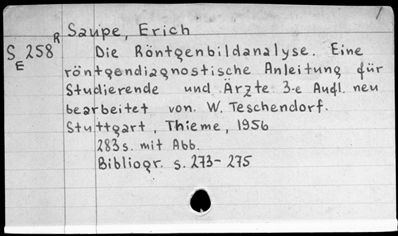 R Saupe, Erich
S 258 Die Röntgenbildanalyse. Eine
E röntgendiagnostische Anleitung für
Studierende und Ärzte 3-e Aufl. neu
bearbeitet von W. Teschendorf.
Stuttgart, Thieme, 1956
283 s. mit Abb.
Bibliogr. s. 273-275